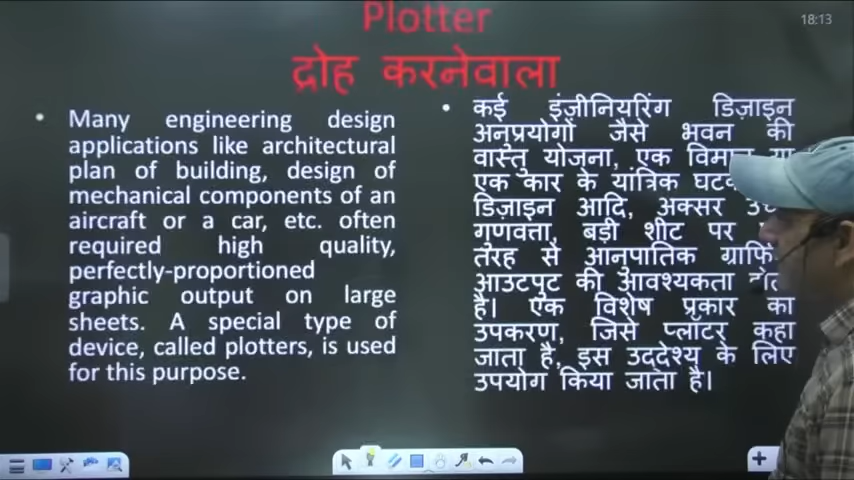 Plotter
द्रोह करनेवाला
18:13
• Many engineering design
applications like architectural
plan of building, design of
mechanical components of an
aircraft or a car, etc. often
required high quality,
perfectly-proportioned
graphic output on large
sheets. A special type of
device, called plotters, is used
for this purpose.
• कई इंजीनियरिंग डिज़ाइन
अनुप्रयोगों जैसे भवन की
वास्तु योजना, एक
एक कार के यांत्रिक
डिज़ाइन आदि, अक्सर
गुणवत्ता, बड़ी शीट पर
तरह से आनुपातिक
आउटपुट की आवश्यकता
है। एक विशेष प्रकार का
उपकरण, जिसे प्लॉटर कहा
जाता है, इस उद्देश्य के लिए
उपयोग किया जाता है।